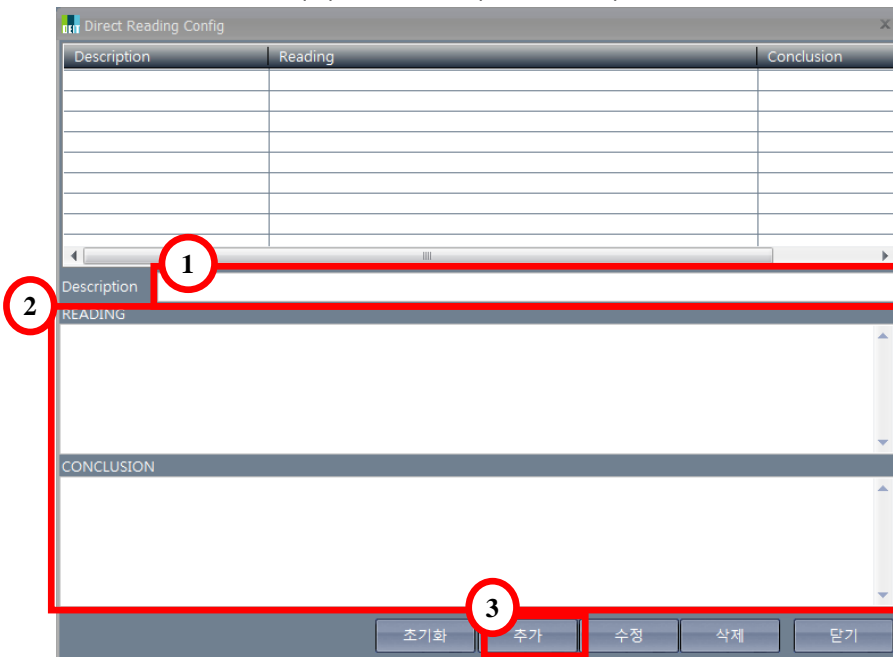 DEIT Direct Reading Config
Description Reading Conclusion
1
Description
2
READING
CONCLUSION
3
초기화 추가 수정 삭제 닫기